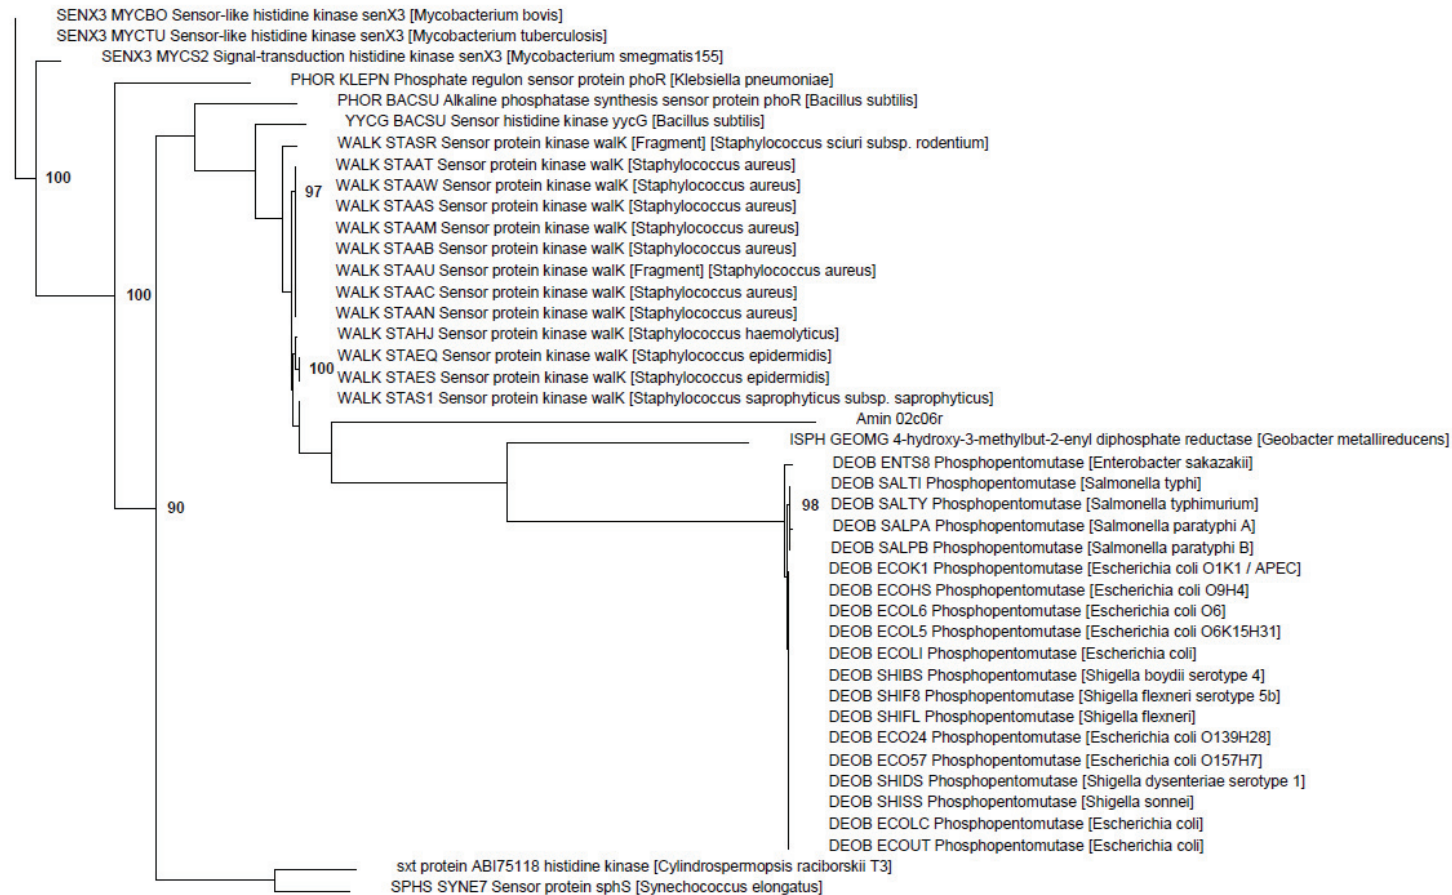 SENX3 MYCBO Sensor-like histidine kinase senX3 [Mycobacterium bovis]
SENX3 MYCTU Sensor-like histidine kinase senX3 [Mycobacterium tuberculosis]
SENX3 MYCS2 Signal-transduction histidine kinase senX3 [Mycobacterium smegmatis155]
PHOR KLEPN Phosphate regulon sensor protein phoR [Klebsiella pneumoniae]
PHOR BACSU Alkaline phosphatase synthesis sensor protein phoR [Bacillus subtilis]
YYCG BACSU Sensor histidine kinase yycG [Bacillus subtilis]
WALK STASR Sensor protein kinase walK [Fragment] [Staphylococcus sciuri subsp. rodentium]
WALK STAAT Sensor protein kinase walK [Staphylococcus aureus]
100
WALK STAAW Sensor protein kinase walK [Staphylococcus aureus]
97
WALK STAAS Sensor protein kinase walK [Staphylococcus aureus]
WALK STAAM Sensor protein kinase walK [Staphylococcus aureus]
WALK STAAB Sensor protein kinase walK [Staphylococcus aureus]
WALK STAAU Sensor protein kinase walK [Fragment] [Staphylococcus aureus]
WALK STAAC Sensor protein kinase walK [Staphylococcus aureus]
100
WALK STAAN Sensor protein kinase walK [Staphylococcus aureus]
WALK STAHJ Sensor protein kinase walK [Staphylococcus haemolyticus]
WALK STAEQ Sensor protein kinase walK [Staphylococcus epidermidis]
100
WALK STAES Sensor protein kinase walK [Staphylococcus epidermidis]
WALK STAS1 Sensor protein kinase walK [Staphylococcus saprophyticus subsp. saprophyticus]
Amin 02c06r
ISPH GEOMG 4-hydroxy-3-methylbut-2-enyl diphosphate reductase [Geobacter metallireducens]
DEOB ENTS8 Phosphopentomutase [Enterobacter sakazakii]
DEOB SALTI Phosphopentomutase [Salmonella typhi]
98
DEOB SALTY Phosphopentomutase [Salmonella typhimurium]
90
DEOB SALPA Phosphopentomutase [Salmonella paratyphi A]
DEOB SALPB Phosphopentomutase [Salmonella paratyphi B]
DEOB ECOK1 Phosphopentomutase [Escherichia coli O1K1 / APEC]
DEOB ECOHS Phosphopentomutase [Escherichia coli O9H4]
DEOB ECOL6 Phosphopentomutase [Escherichia coli O6]
DEOB ECOL5 Phosphopentomutase [Escherichia coli O6K15H31]
DEOB ECOLI Phosphopentomutase [Escherichia coli]
DEOB SHIBS Phosphopentomutase [Shigella boydii serotype 4]
DEOB SHIF8 Phosphopentomutase [Shigella flexneri serotype 5b]
DEOB SHIFL Phosphopentomutase [Shigella flexneri]
DEOB ECO24 Phosphopentomutase [Escherichia coli O139H28]
DEOB ECO57 Phosphopentomutase [Escherichia coli O157H7]
DEOB SHIDS Phosphopentomutase [Shigella dysenteriae serotype 1]
DEOB SHISS Phosphopentomutase [Shigella sonnei]
DEOB ECOLC Phosphopentomutase [Escherichia coli]
DEOB ECOUT Phosphopentomutase [Escherichia coli]
sxt protein ABI75118 histidine kinase [Cylindrospermopsis raciborskii T3]
SPHS SYNE7 Sensor protein sphS [Synechococcus elongatus]